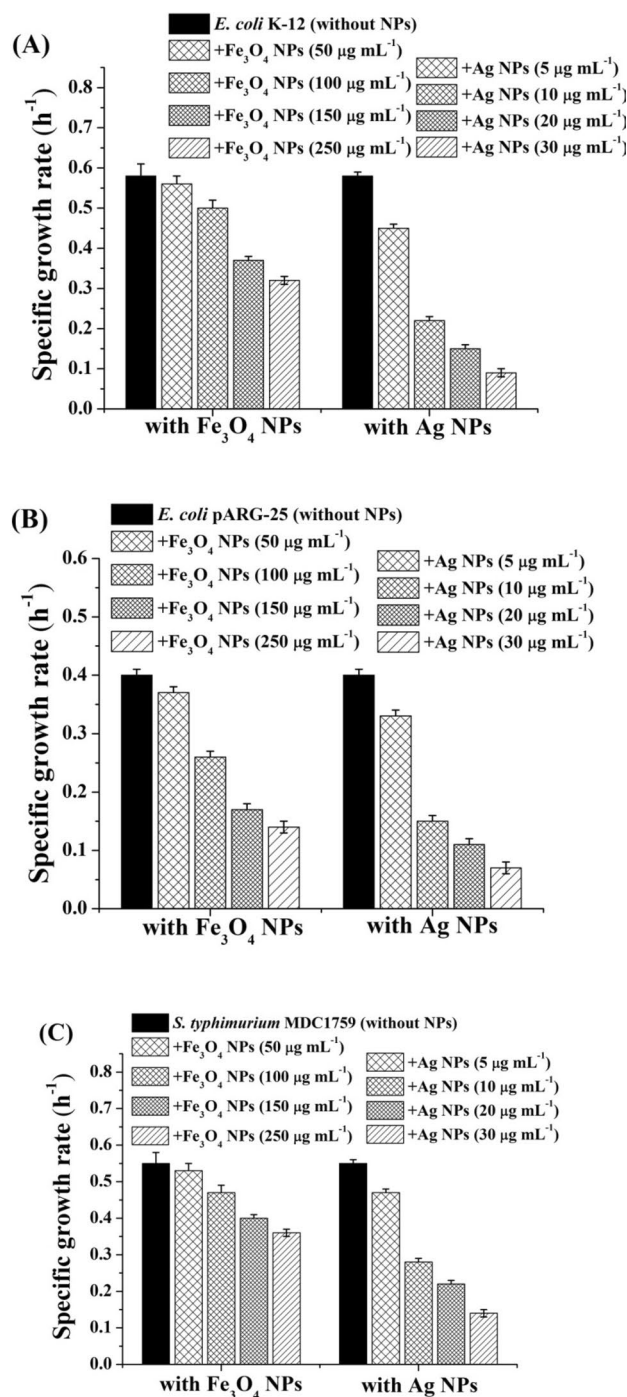 (A)
E. coli K-12 (without NPs)
+Fe₃O₄ NPs (50 μg mL⁻¹)
+Fe₃O₄ NPs (100 μg mL⁻¹)
+Fe₃O₄ NPs (150 μg mL⁻¹)
+Fe₃O₄ NPs (250 μg mL⁻¹)
+Ag NPs (5 μg mL⁻¹)
+Ag NPs (10 μg mL⁻¹)
+Ag NPs (20 μg mL⁻¹)
+Ag NPs (30 μg mL⁻¹)
Specific growth rate (h⁻¹)
0.8
0.7
0.6
0.5
0.4
0.3
0.2
0.1
0.0
with Fe₃O₄ NPs
with Ag NPs
(B)
E. coli pARG-25 (without NPs)
+Fe₃O₄ NPs (50 μg mL⁻¹)
+Fe₃O₄ NPs (100 μg mL⁻¹)
+Fe₃O₄ NPs (150 μg mL⁻¹)
+Fe₃O₄ NPs (250 μg mL⁻¹)
+Ag NPs (5 μg mL⁻¹)
+Ag NPs (10 μg mL⁻¹)
+Ag NPs (20 μg mL⁻¹)
+Ag NPs (30 μg mL⁻¹)
Specific growth rate (h⁻¹)
0.6
0.5
0.4
0.3
0.2
0.1
0.0
with Fe₃O₄ NPs
with Ag NPs
(C)
S. typhimurium MDC1759 (without NPs)
+Fe₃O₄ NPs (50 μg mL⁻¹)
+Fe₃O₄ NPs (100 μg mL⁻¹)
+Fe₃O₄ NPs (150 μg mL⁻¹)
+Fe₃O₄ NPs (250 μg mL⁻¹)
+Ag NPs (5 μg mL⁻¹)
+Ag NPs (10 μg mL⁻¹)
+Ag NPs (20 μg mL⁻¹)
+Ag NPs (30 μg mL⁻¹)
Specific growth rate (h⁻¹)
0.8
0.7
0.6
0.5
0.4
0.3
0.2
0.1
0.0
with Fe₃O₄ NPs
with Ag NPs